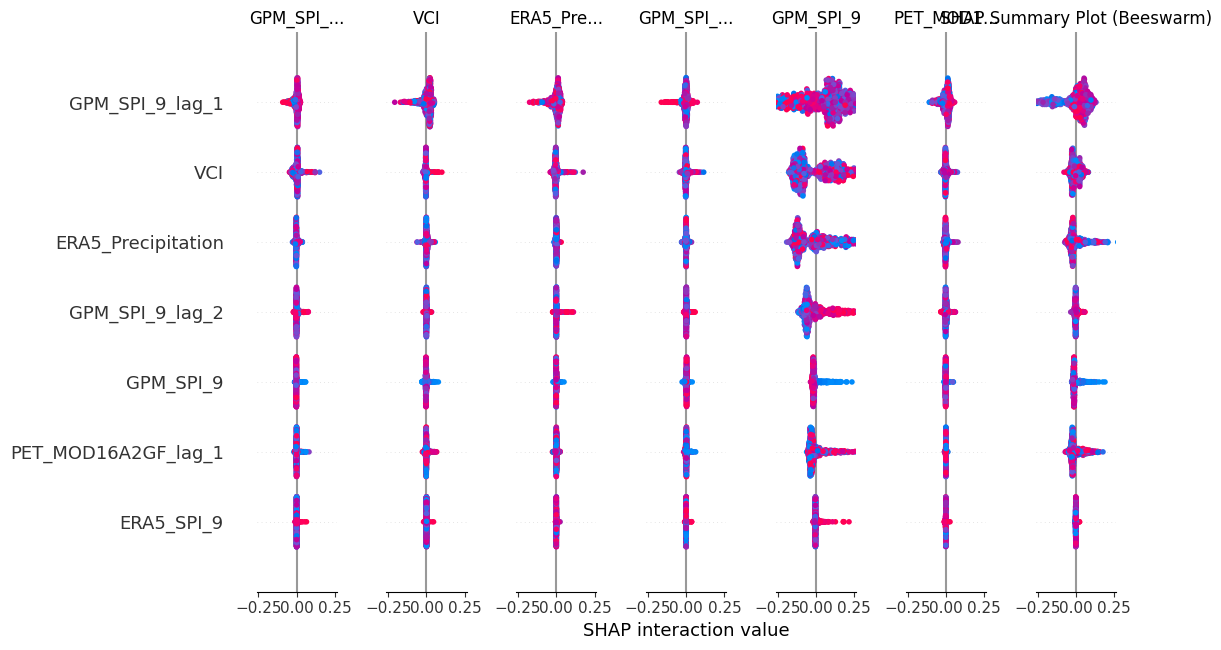 GPM_SPI_... VCI ERA5_Pre... GPM_SPI_... GPM_SPI_9 PET_MOD1... SHAP Summary Plot (Beeswarm)
GPM_SPI_9_lag_1
VCI
ERA5_Precipitation
GPM_SPI_9_lag_2
GPM_SPI_9
PET_MOD16A2GF_lag_1
ERA5_SPI_9
−0.25 0.00 0.25 −0.25 0.00 0.25 −0.25 0.00 0.25 −0.25 0.00 0.25 −0.25 0.00 0.25 −0.25 0.00 0.25 −0.25 0.00 0.25
SHAP interaction value